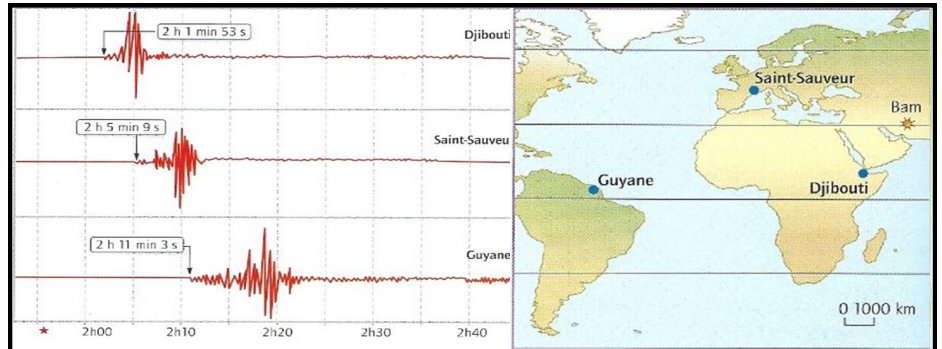 2 h 1 min 53 s
Djibouti
2 h 5 min 9 s
Saint-Sauveu
2 h 11 min 3 s
Guyane
2h00 2h10 2h20 2h30 2h40
Saint-Sauveur
Bam
Guyane
Djibouti
0 1000 km